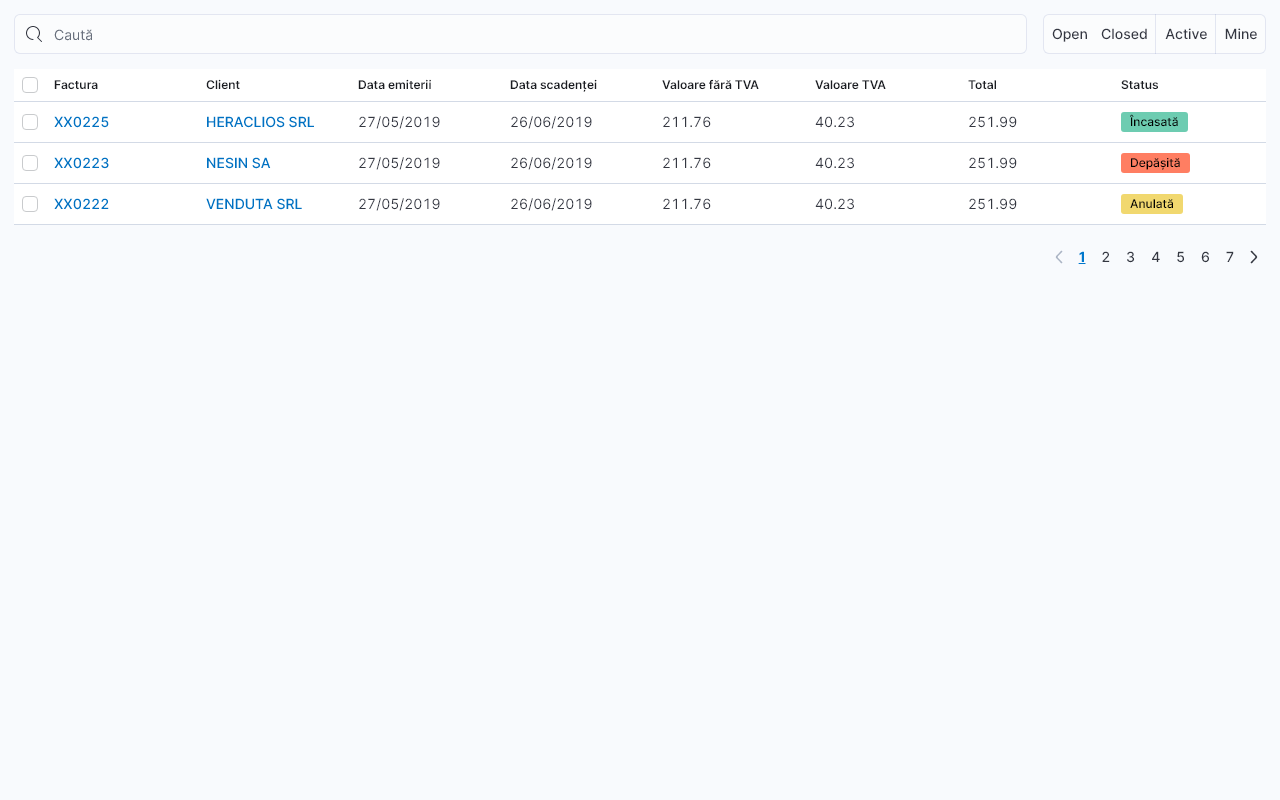 Caută Open Closed Active Mine
Factura Client Data emiterii Data scadenței Valoare fără TVA Valoare TVA Total Status
XX0225 HERACLIOS SRL 27/05/2019 26/06/2019 211.76 40.23 251.99 Încasată
XX0223 NESIN SA 27/05/2019 26/06/2019 211.76 40.23 251.99 Depășită
XX0222 VENDUTA SRL 27/05/2019 26/06/2019 211.76 40.23 251.99 Anulată
1 2 3 4 5 6 7